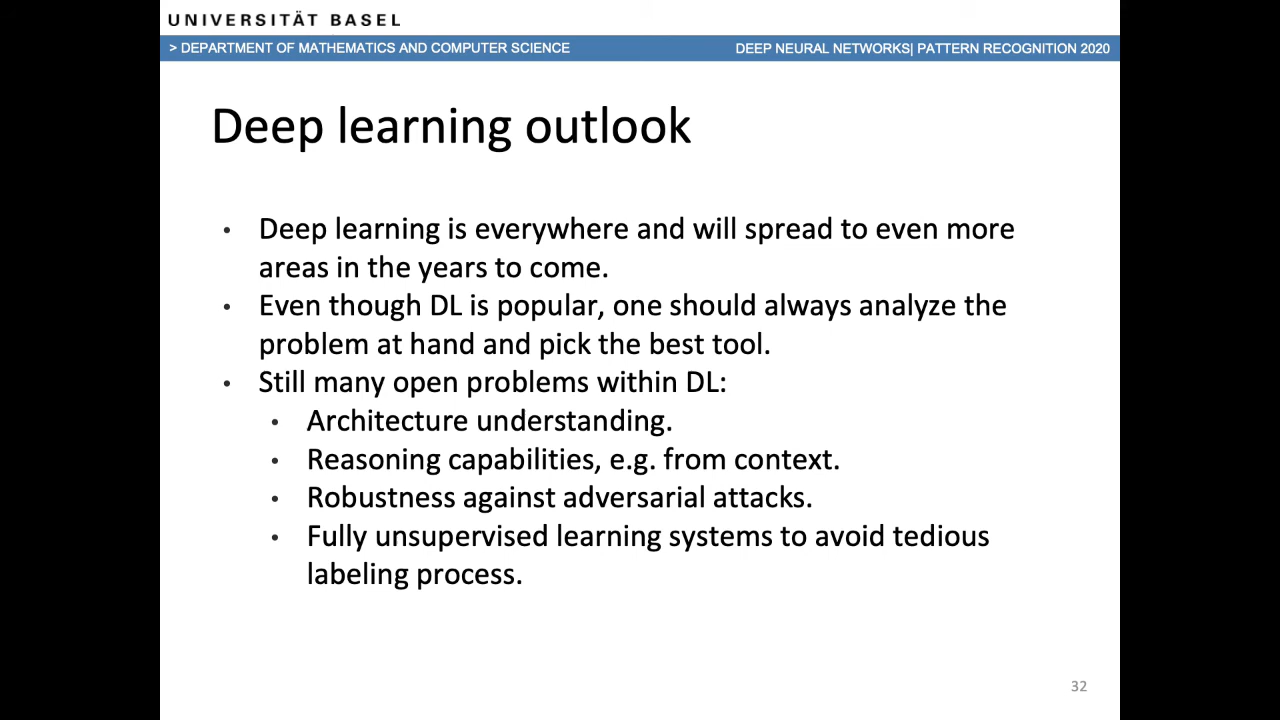 UNIVERSITÄT BASEL
> DEPARTMENT OF MATHEMATICS AND COMPUTER SCIENCE
DEEP NEURAL NETWORKS| PATTERN RECOGNITION 2020
Deep learning outlook
• Deep learning is everywhere and will spread to even more
areas in the years to come.
• Even though DL is popular, one should always analyze the
problem at hand and pick the best tool.
• Still many open problems within DL:
• Architecture understanding.
• Reasoning capabilities, e.g. from context.
• Robustness against adversarial attacks.
• Fully unsupervised learning systems to avoid tedious
labeling process.
32